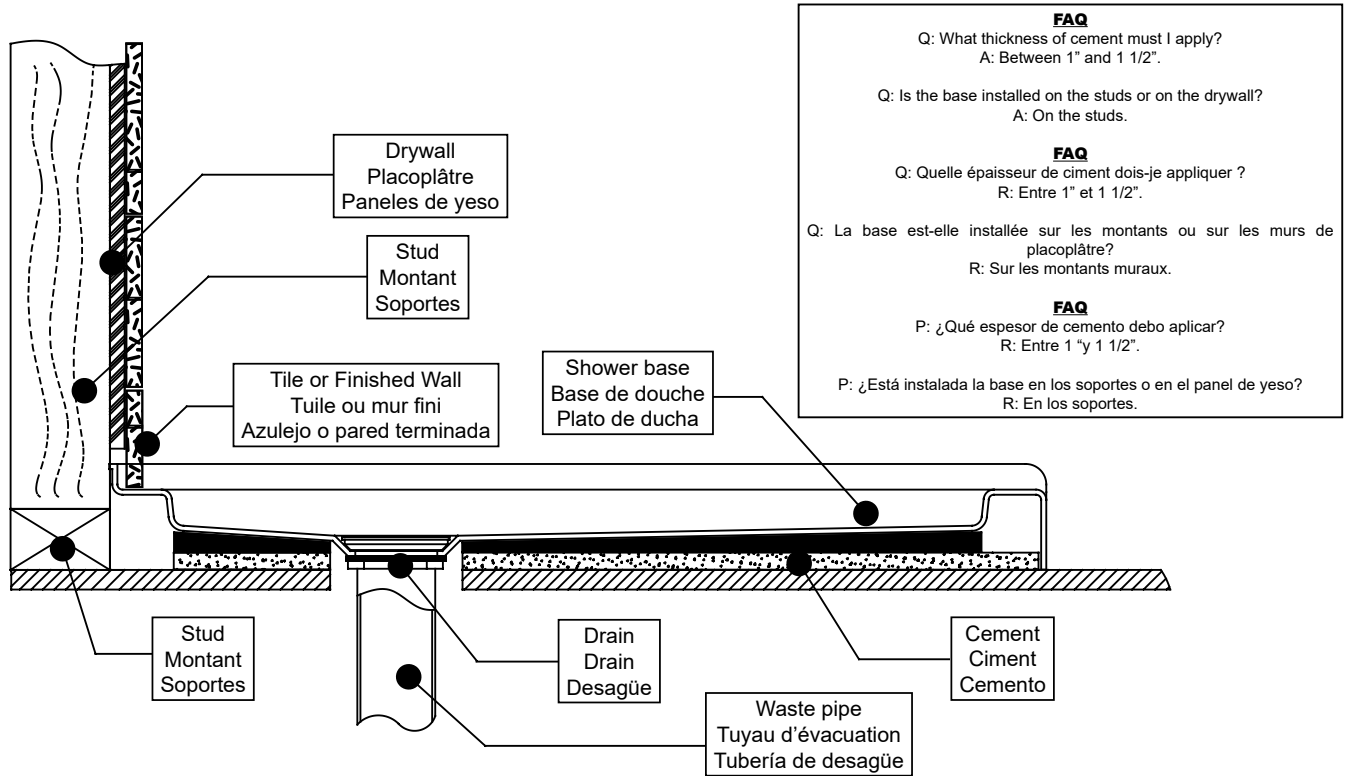 FAQ
Q: What thickness of cement must I apply?
A: Between 1” and 1 1/2”.
Q: Is the base installed on the studs or on the drywall?
A: On the studs.
FAQ
Q: Quelle épaisseur de ciment dois-je appliquer ?
R: Entre 1” et 1 1/2”.
Q: La base est-elle installée sur les montants ou sur les murs de
placoplâtre?
R: Sur les montants muraux.
FAQ
P: ¿Qué espesor de cemento debo aplicar?
R: Entre 1 “y 1 1/2”.
P: ¿Está instalada la base en los soportes o en el panel de yeso?
R: En los soportes.
Drywall
Placoplâtre
Paneles de yeso
Stud
Montant
Soportes
Tile or Finished Wall
Tuile ou mur fini
Azulejo o pared terminada
Shower base
Base de douche
Plato de ducha
Stud
Montant
Soportes
Drain
Drain
Desagüe
Cement
Ciment
Cemento
Waste pipe
Tuyau d’évacuation
Tubería de desagüe